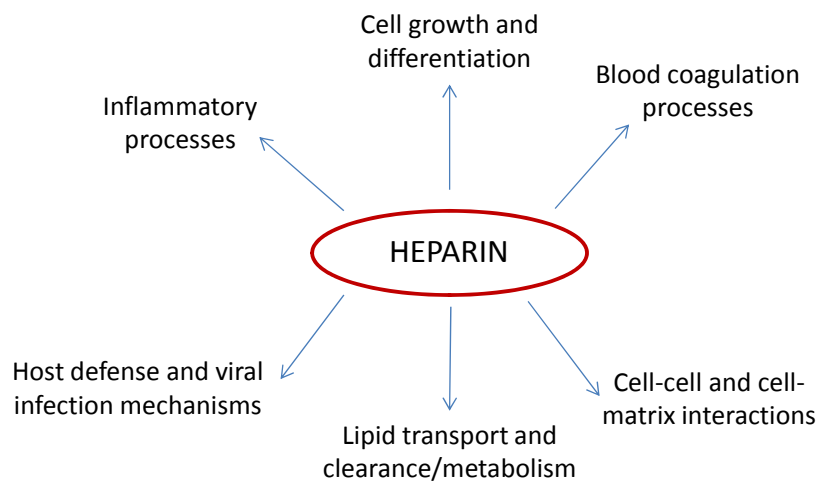 Cell growth and
differentiation
Blood coagulation
processes
Inflammatory
processes
HEPARIN
Host defense and viral
infection mechanisms
Cell-cell and cell-
matrix interactions
Lipid transport and
clearance/metabolism